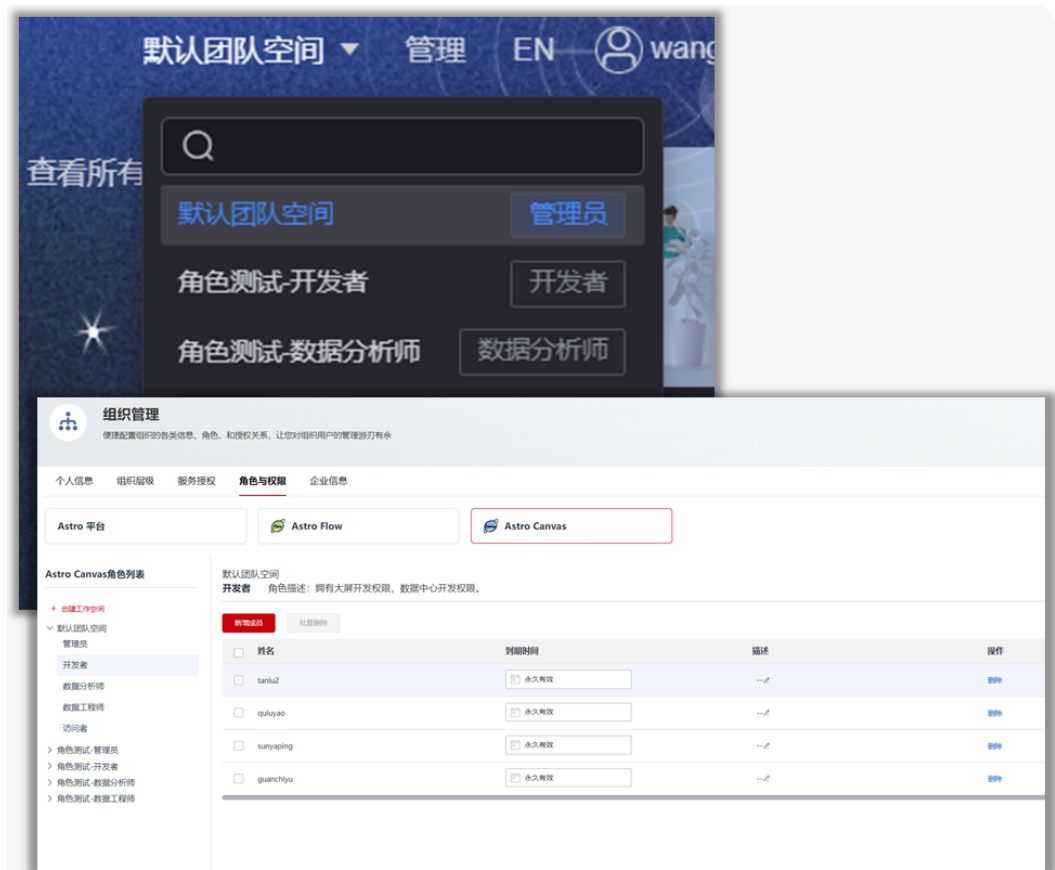 默认团队空间 ▼ 管理 EN wang
查看所有
默认团队空间 管理员
角色测试-开发者 开发者
角色测试-数据分析师 数据分析师
组织管理
便捷配置组织的各类信息、角色、和授权关系，让您对组织用户的管理游刃有余
个人信息 组织层级 服务授权 角色与权限 企业信息
Astro 平台 Astro Flow Astro Canvas
Astro Canvas角色列表
+ 创建工作空间
默认团队空间
管理员
开发者
数据分析师
数据工程师
访问者
角色测试-管理员
角色测试-开发者
角色测试-数据分析师
角色测试-数据工程师
默认团队空间
开发者 角色描述：拥有大屏开发权限，数据中心开发权限。
新增成员 批量删除
姓名 到期时间 描述 操作
tanlu2 永久有效 -- 删除
quluyao 永久有效 -- 删除
sunyaping 永久有效 -- 删除
guanchiyu 永久有效 -- 删除